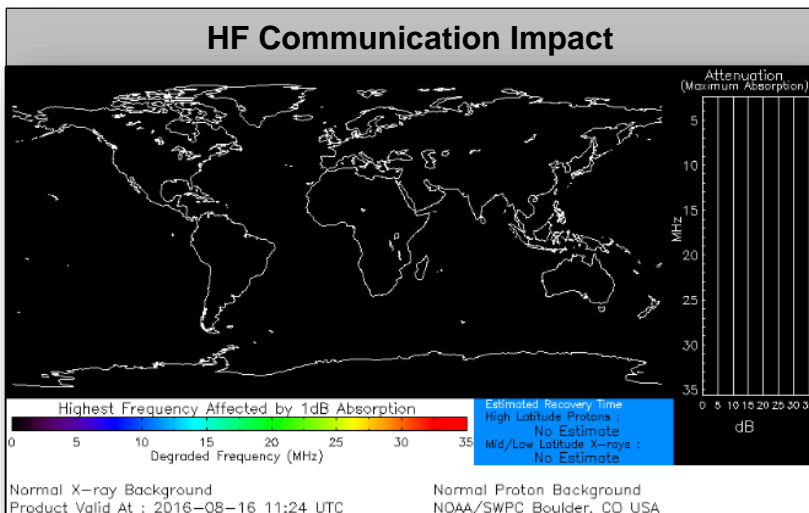 HF Communication Impact
Attenuation
(Maximum Absorption)
5
10
15
20
25
30
35
MHz
0 5 10 15 20 25 30 35
dB
Highest Frequency Affected by 1dB Absorption
0 5 10 15 20 25 30 35
Degraded Frequency (MHz)
Estimated Recovery Time
High Latitude Protons :
No Estimate
Mid/Low Latitude X-rays :
No Estimate
Normal X-ray Background
Product Valid At : 2016-08-16 11:24 UTC
Normal Proton Background
NOAA/SWPC Boulder, CO USA